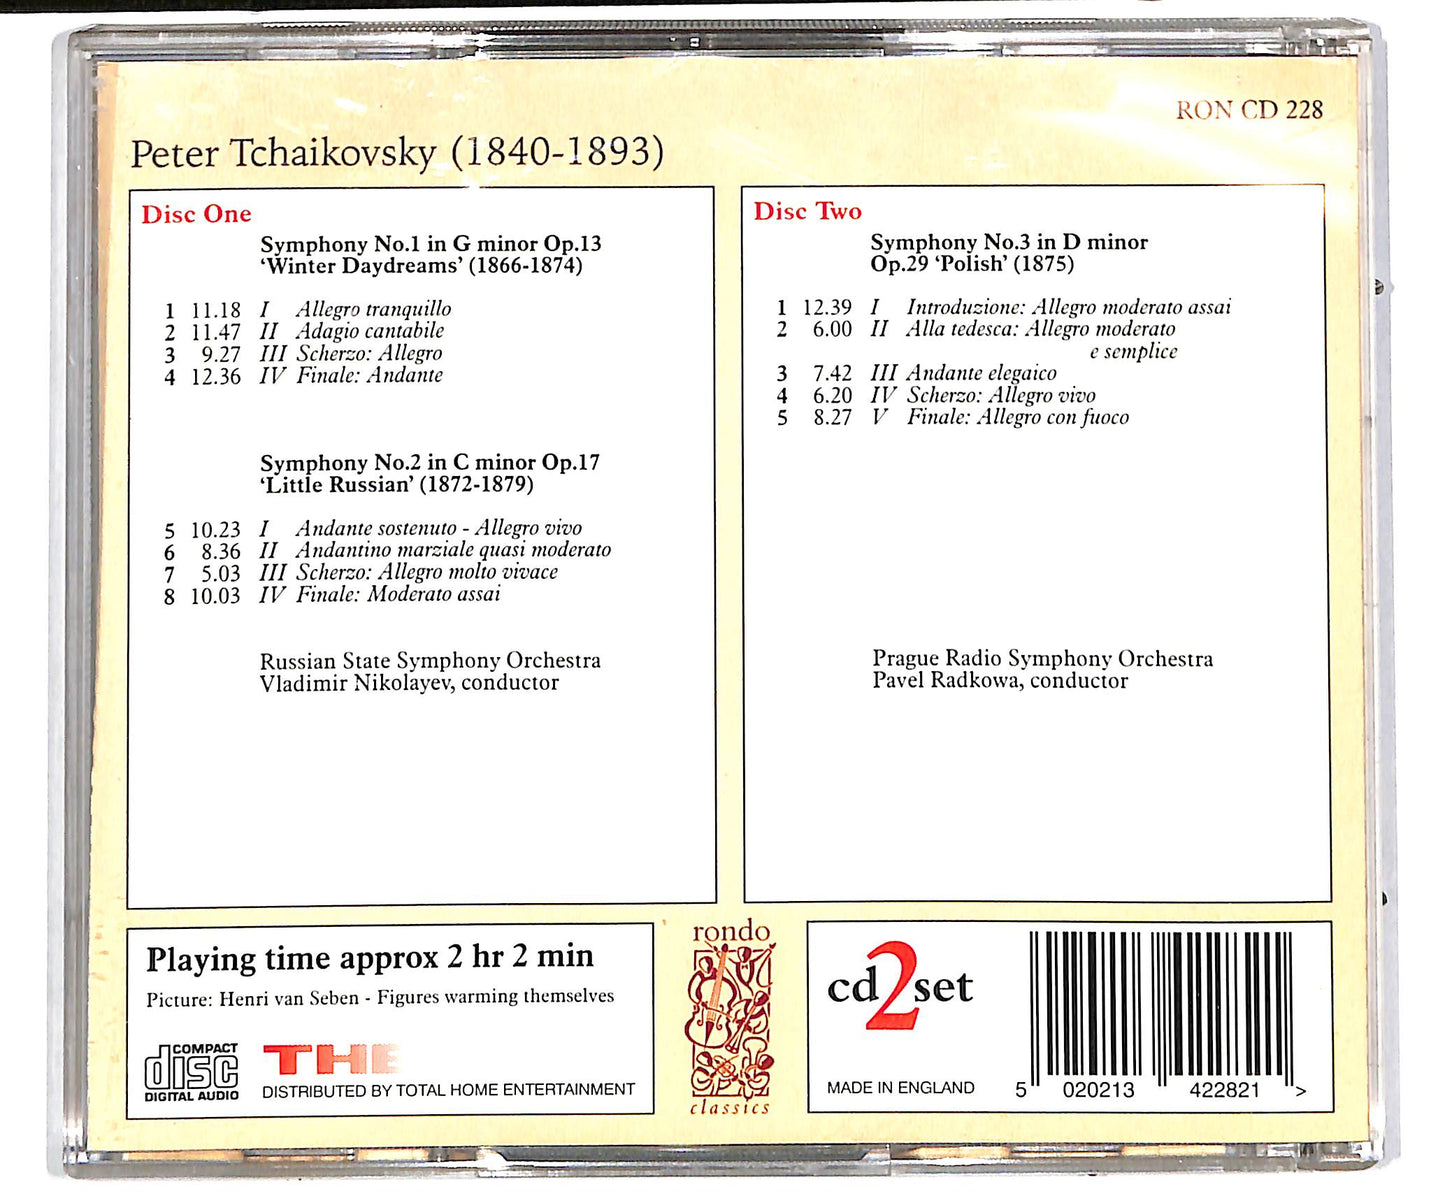 RON CD 228
Peter Tchaikovsky (1840-1893)
Disc One
Symphony No.1 in G minor Op.13
‘Winter Daydreams’ (1866-1874)
1 11.18 I Allegro tranquillo
2 11.47 II Adagio cantabile
3 9.27 III Scherzo: Allegro
4 12.36 IV Finale: Andante
Symphony No.2 in C minor Op.17
‘Little Russian’ (1872-1879)
5 10.23 I Andante sostenuto - Allegro vivo
6 8.36 II Andantino marziale quasi moderato
7 5.03 III Scherzo: Allegro molto vivace
8 10.03 IV Finale: Moderato assai
Russian State Symphony Orchestra
Vladimir Nikolayev, conductor
Disc Two
Symphony No.3 in D minor
Op.29 ‘Polish’ (1875)
1 12.39 I Introduzione: Allegro moderato assai
2 6.00 II Alla tedesca: Allegro moderato
e semplice
3 7.42 III Andante elegaico
4 6.20 IV Scherzo: Allegro vivo
5 8.27 V Finale: Allegro con fuoco
Prague Radio Symphony Orchestra
Pavel Radkowa, conductor
Playing time approx 2 hr 2 min
Picture: Henri van Seben - Figures warming themselves
COMPACT
disc
DIGITAL AUDIO
THE
DISTRIBUTED BY TOTAL HOME ENTERTAINMENT
rondo
classics
cd 2 set
MADE IN ENGLAND
5 020213 422821 >